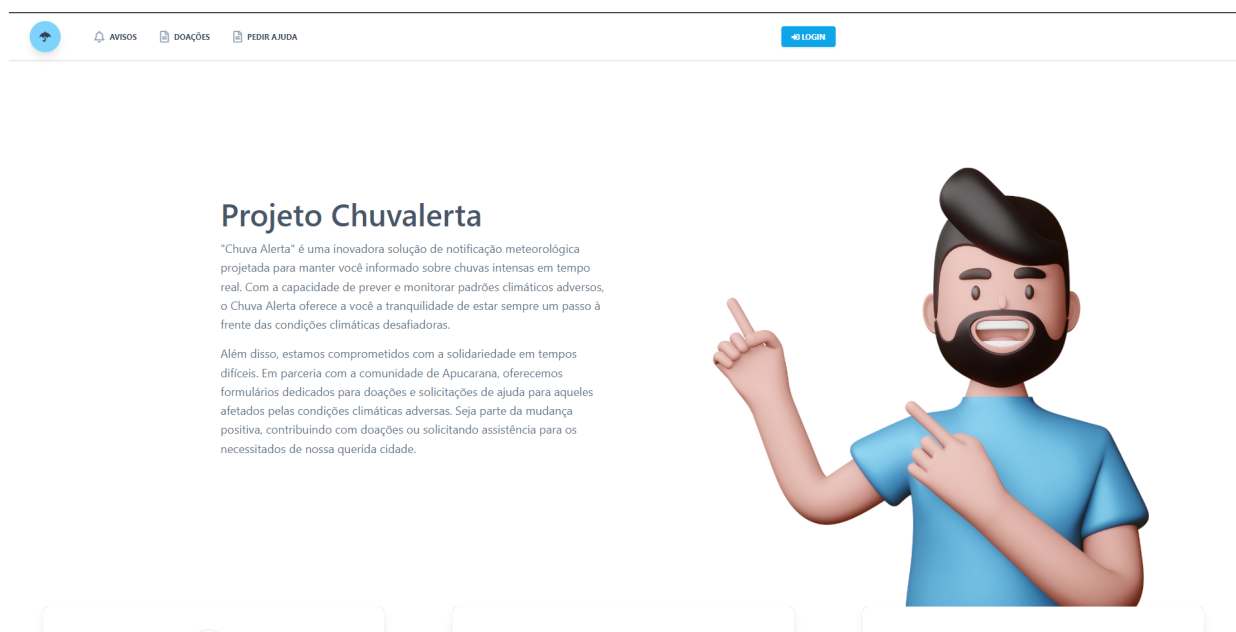 AVISOS
DOAÇÕES
PEDIR AJUDA
LOGIN
Projeto Chuvalerta
"Chuva Alerta" é uma inovadora solução de notificação meteorológica
projetada para manter você informado sobre chuvas intensas em tempo
real. Com a capacidade de prever e monitorar padrões climáticos adversos,
o Chuva Alerta oferece a você a tranquilidade de estar sempre um passo à
frente das condições climáticas desafiadoras.
Além disso, estamos comprometidos com a solidariedade em tempos
difíceis. Em parceria com a comunidade de Apucarana, oferecemos
formulários dedicados para doações e solicitações de ajuda para aqueles
afetados pelas condições climáticas adversas. Seja parte da mudança
positiva, contribuindo com doações ou solicitando assistência para os
necessitados de nossa querida cidade.